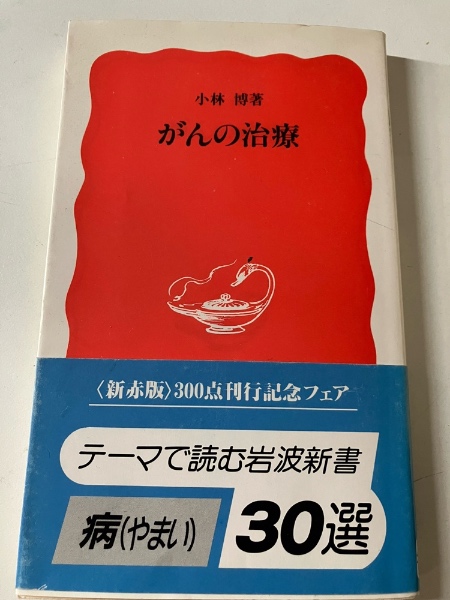 小林 博著
がんの治療
〈新赤版〉300点刊行記念フェア
テーマで読む岩波新書
病(やまい)
30選